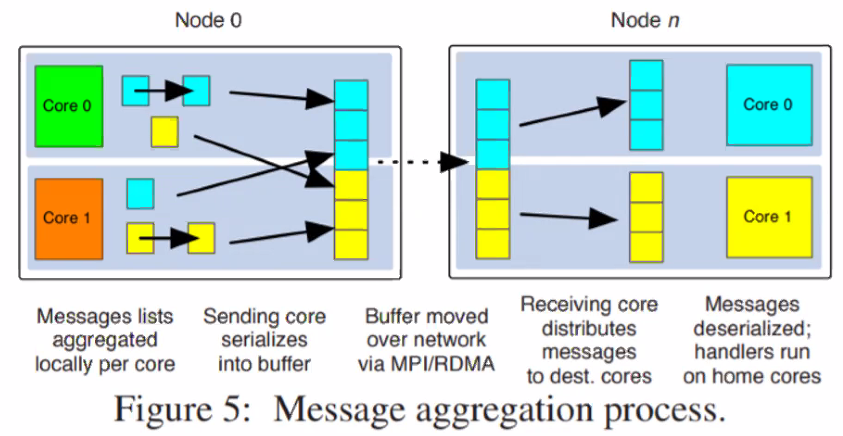 Node 0
Node n
Core 0
Core 0
Core 1
Core 1
Messages lists
aggregated
locally per core
Sending core
serializes
into buffer
Buffer moved
over network
via MPI/RDMA
Receiving core
distributes
messages
to dest. cores
Messages
deserialized;
handlers run
on home cores
Figure 5: Message aggregation process.